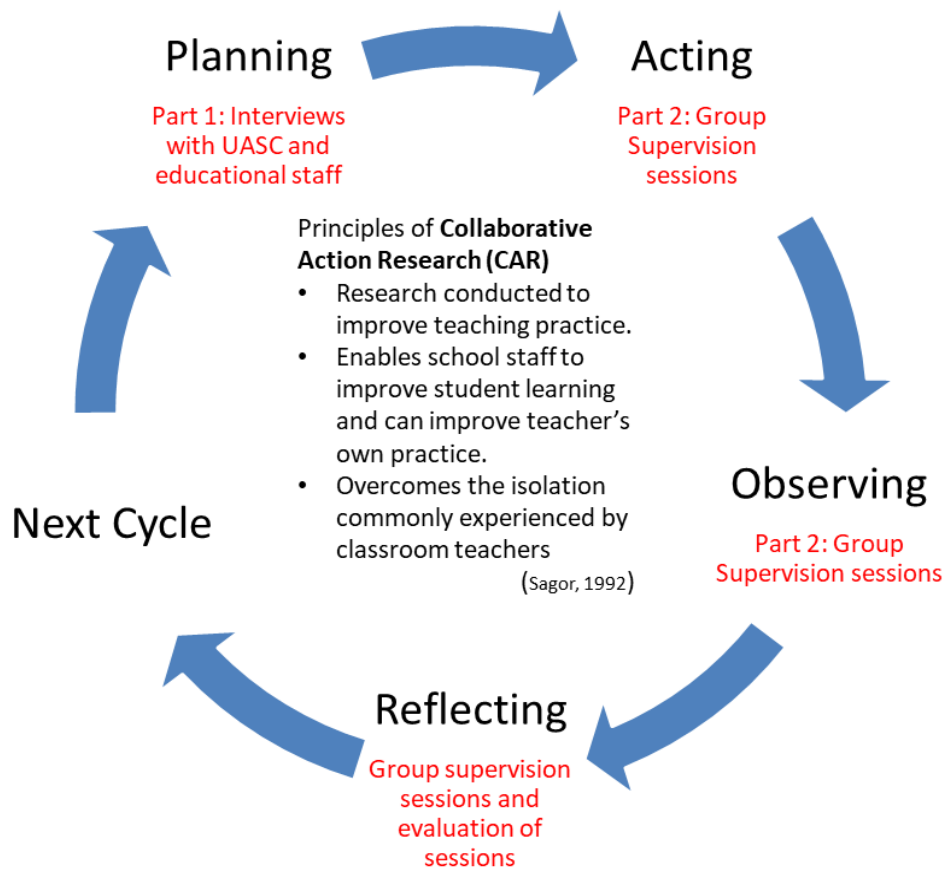 Planning
Part 1: Interviews
with UASC and
educational staff
Acting
Part 2: Group
Supervision
sessions
Principles of Collaborative
Action Research (CAR)
• Research conducted to
improve teaching practice.
• Enables school staff to
improve student learning
and can improve teacher’s
own practice.
• Overcomes the isolation
commonly experienced by
classroom teachers
(Sagor, 1992)
Observing
Part 2: Group
Supervision sessions
Reflecting
Group supervision
sessions and
evaluation of
sessions
Next Cycle